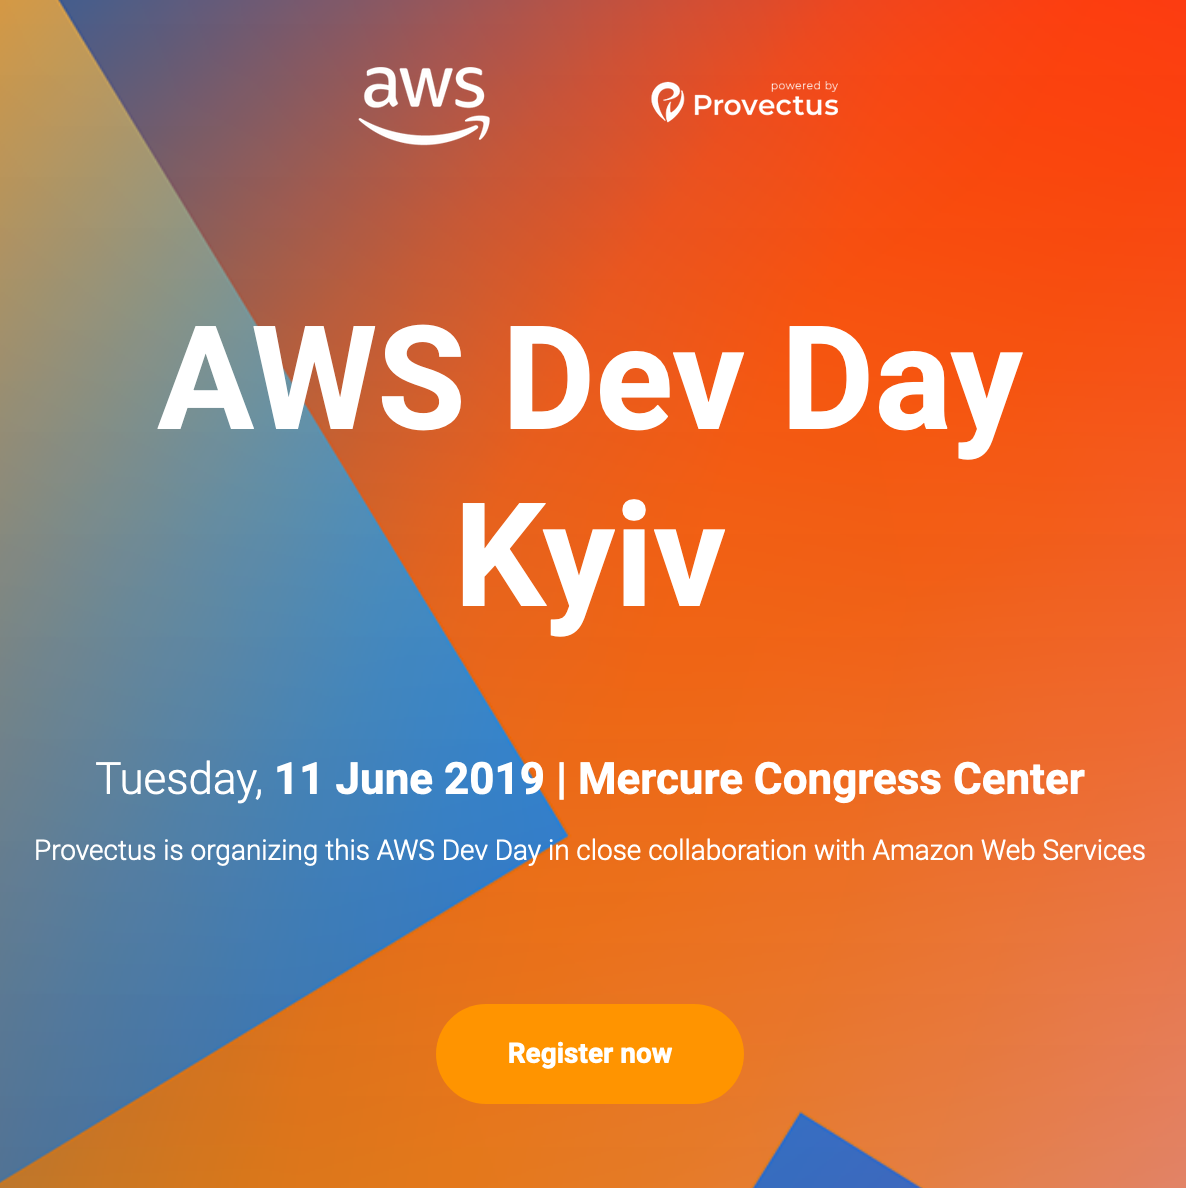 aws
powered by
Provectus
AWS Dev Day
Kyiv
Tuesday, 11 June 2019 | Mercure Congress Center
Provectus is organizing this AWS Dev Day in close collaboration with Amazon Web Services
Register now